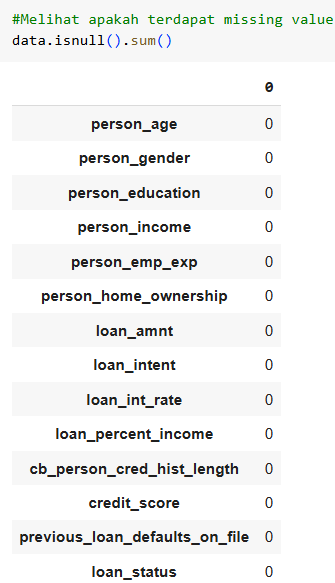 #Melihat apakah terdapat missing value
data.isnull().sum()
0
person_age 0
person_gender 0
person_education 0
person_income 0
person_emp_exp 0
person_home_ownership 0
loan_amnt 0
loan_intent 0
loan_int_rate 0
loan_percent_income 0
cb_person_cred_hist_length 0
credit_score 0
previous_loan_defaults_on_file 0
loan_status 0